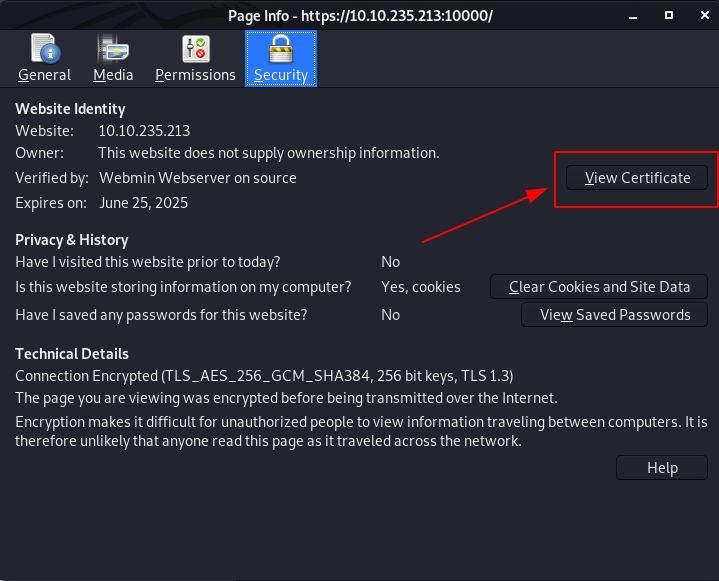 Page Info - https://10.10.235.213:10000/
General Media Permissions Security
Website Identity
Website: 10.10.235.213
Owner: This website does not supply ownership information.
Verified by: Webmin Webserver on source
View Certificate
Expires on: June 25, 2025
Privacy & History
Have I visited this website prior to today? No
Is this website storing information on my computer? Yes, cookies Clear Cookies and Site Data
Have I saved any passwords for this website? No View Saved Passwords
Technical Details
Connection Encrypted (TLS_AES_256_GCM_SHA384, 256 bit keys, TLS 1.3)
The page you are viewing was encrypted before being transmitted over the Internet.
Encryption makes it difficult for unauthorized people to view information traveling between computers. It is
therefore unlikely that anyone read this page as it traveled across the network.
Help